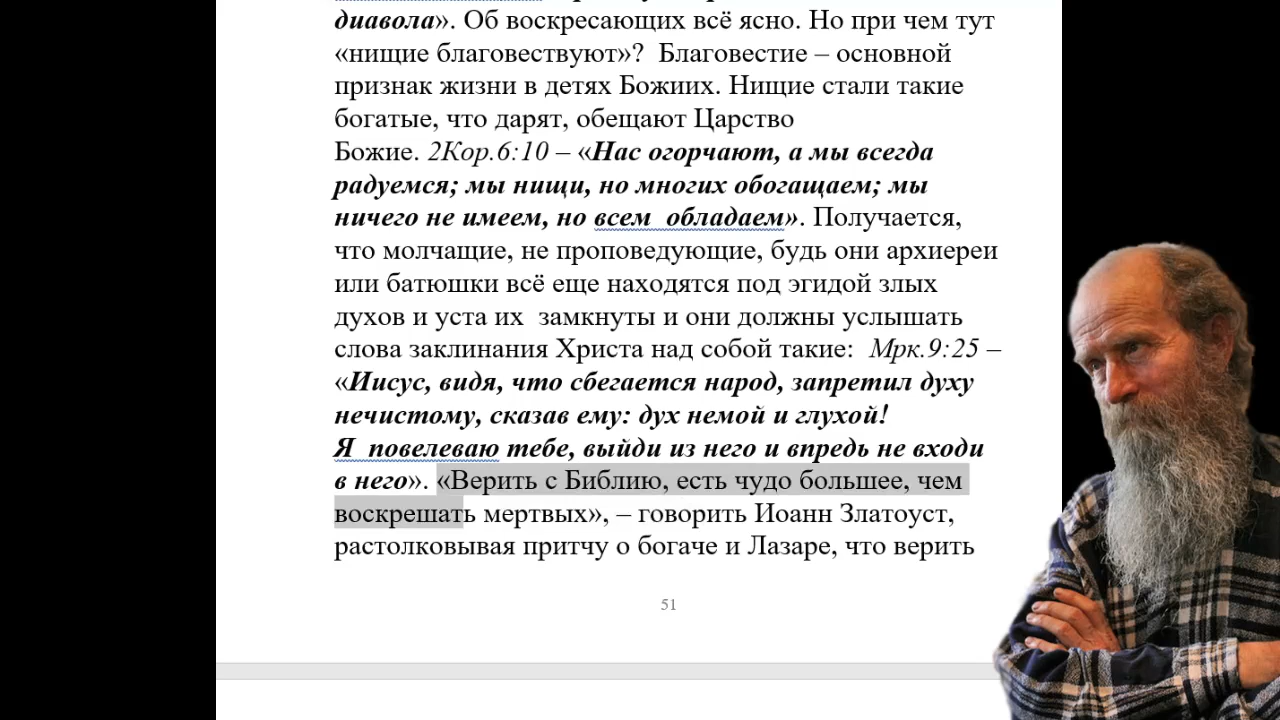 диавола». Об воскресающих всё ясно. Но при чем тут
«нищие благовествуют»? Благовестие – основной
признак жизни в детях Божиих. Нищие стали такие
богатые, что дарят, обещают Царство
Божие. 2Кор.6:10 – «Нас огорчают, а мы всегда
радуемся; мы нищи, но многих обогащаем; мы
ничего не имеем, но всем обладаем». Получается,
что молчащие, не проповедующие, будь они архиереи
или батюшки всё еще находятся под эгидой злых
духов и уста их замкнуты и они должны услышать
слова заклинания Христа над собой такие: Мрк.9:25 –
«Иисус, видя, что сбегается народ, запретил духу
нечистому, сказав ему: дух немой и глухой!
Я повелеваю тебе, выйди из него и впредь не входи
в него». «Верить с Библию, есть чудо большее, чем
воскрешать мертвых», – говорить Иоанн Златоуст,
растолковывая притчу о богаче и Лазаре, что верить
51